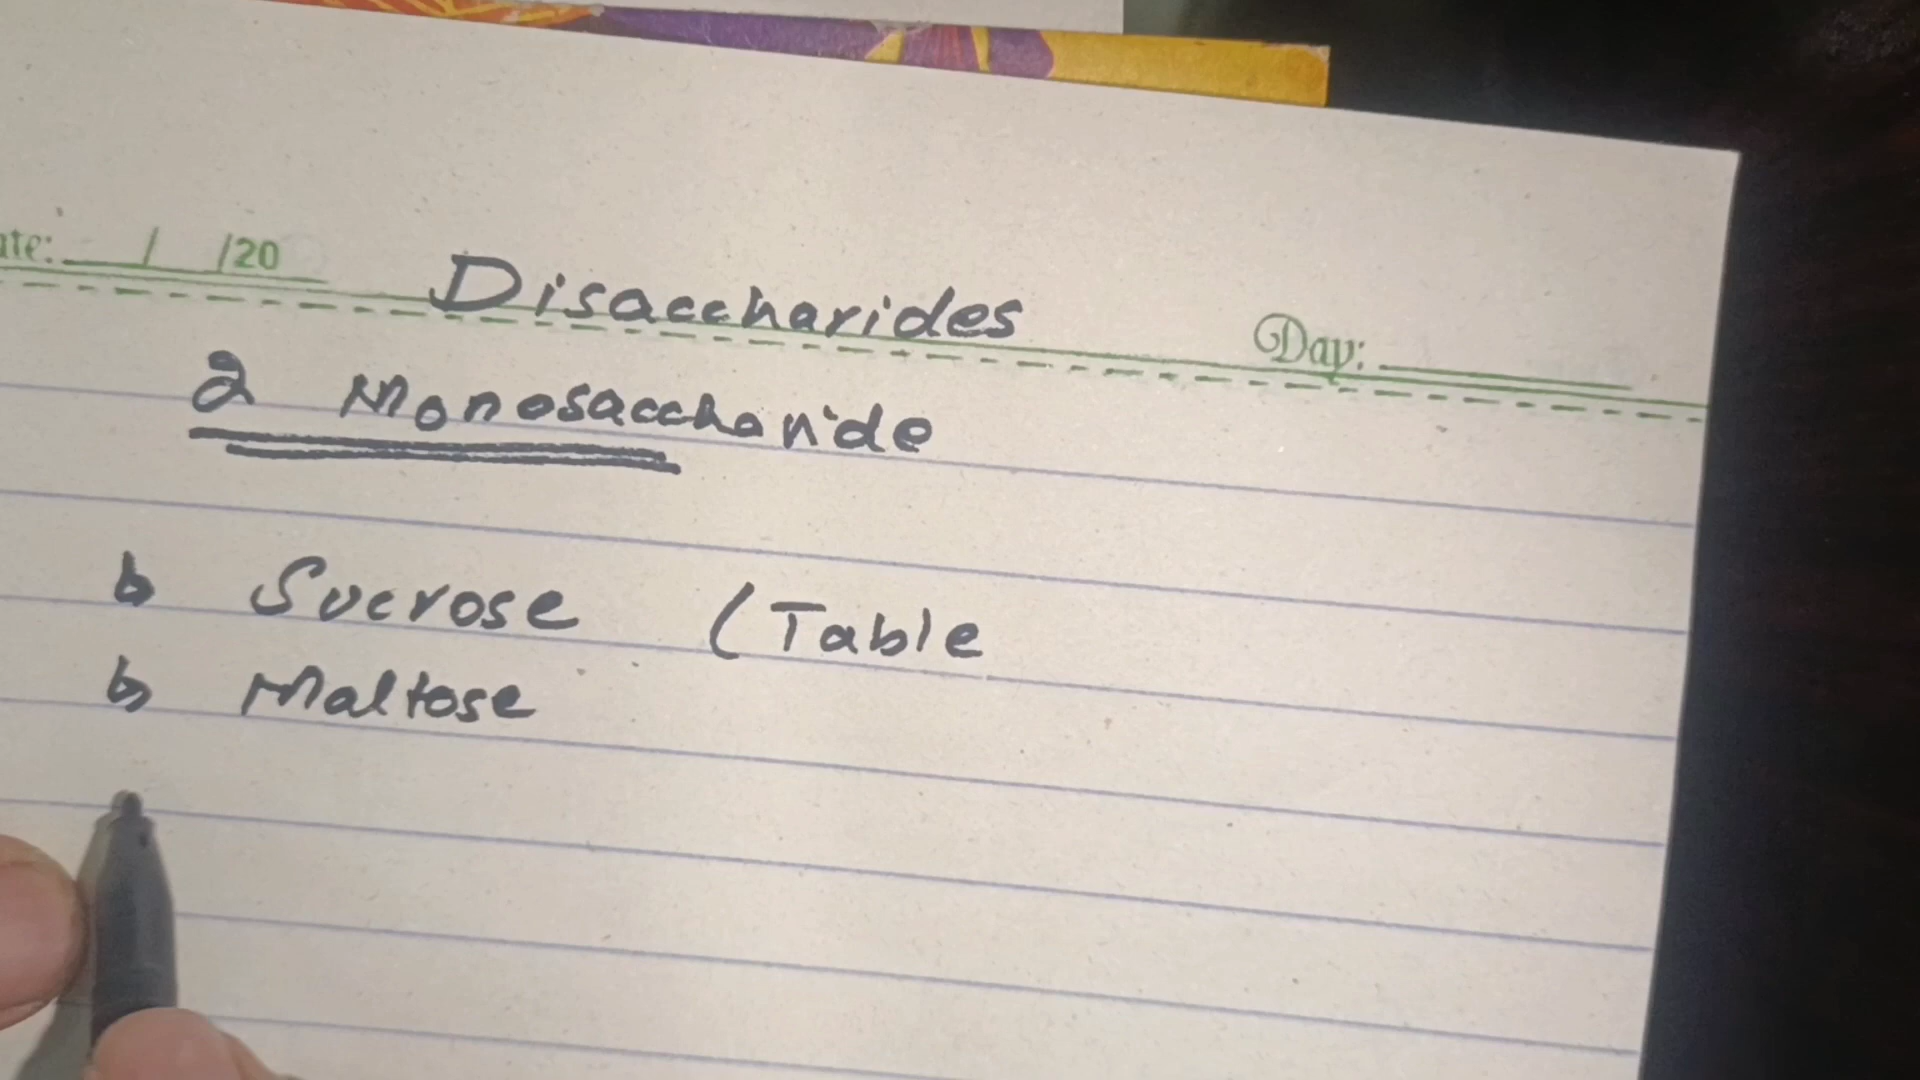 ate: / /20
Disaccharides
Day:
2 Monosaccharide
Sucrose (Table
Maltose